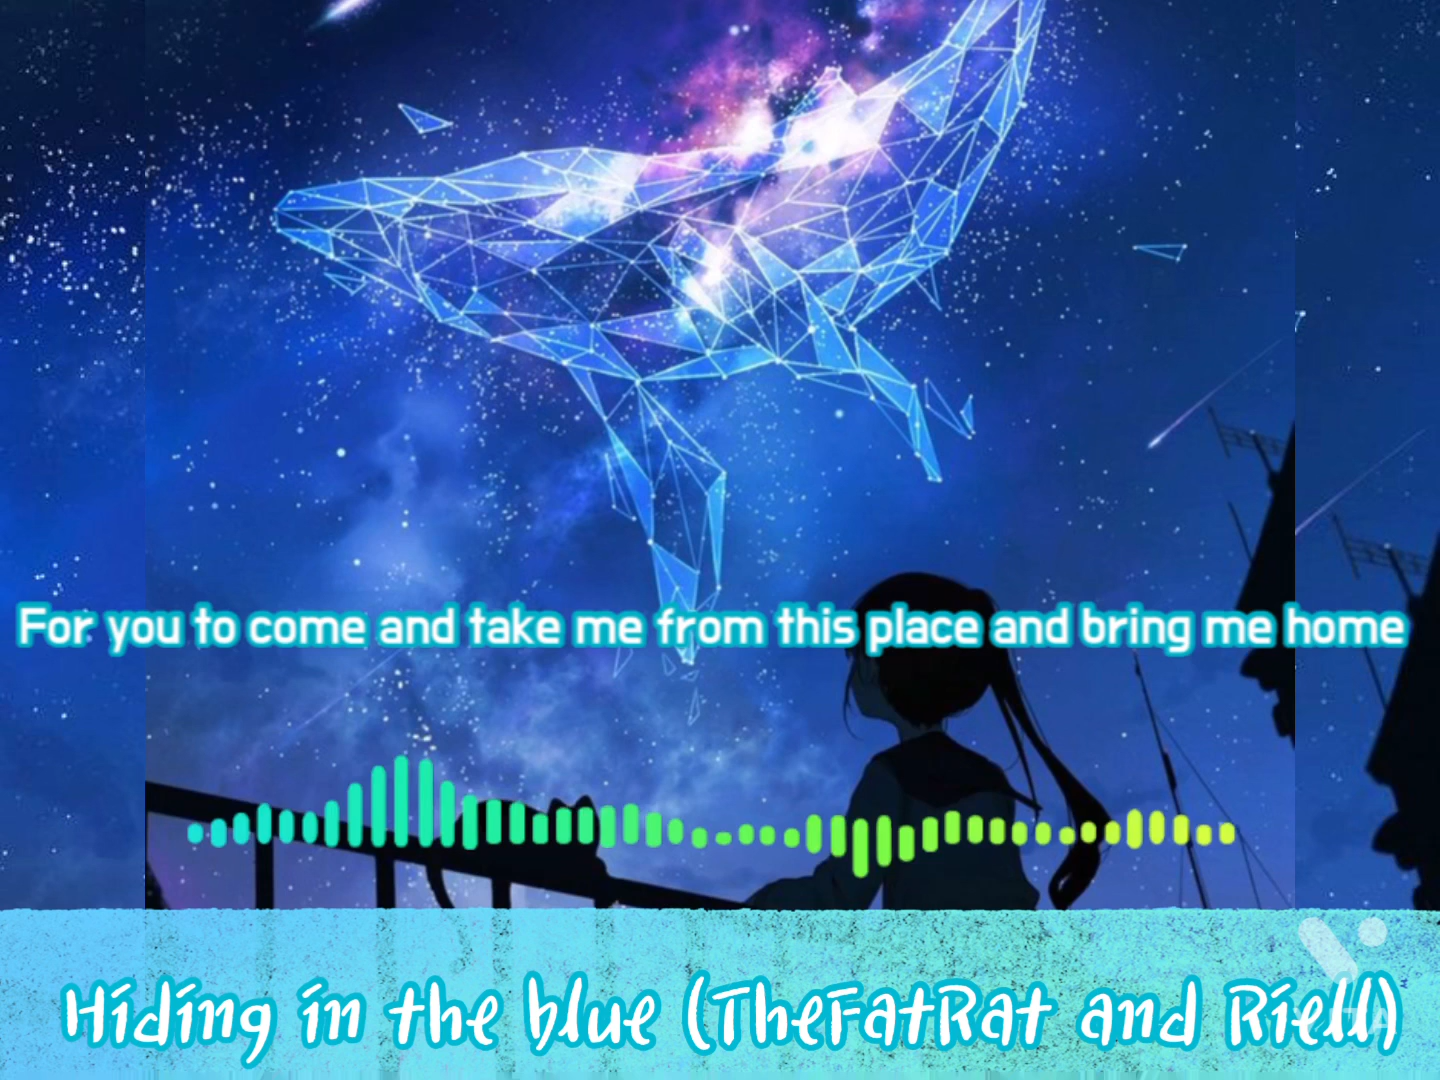 For you to come and take me from this place and bring me home
Hiding in the blue (TheFatRat and Riell)
VITA